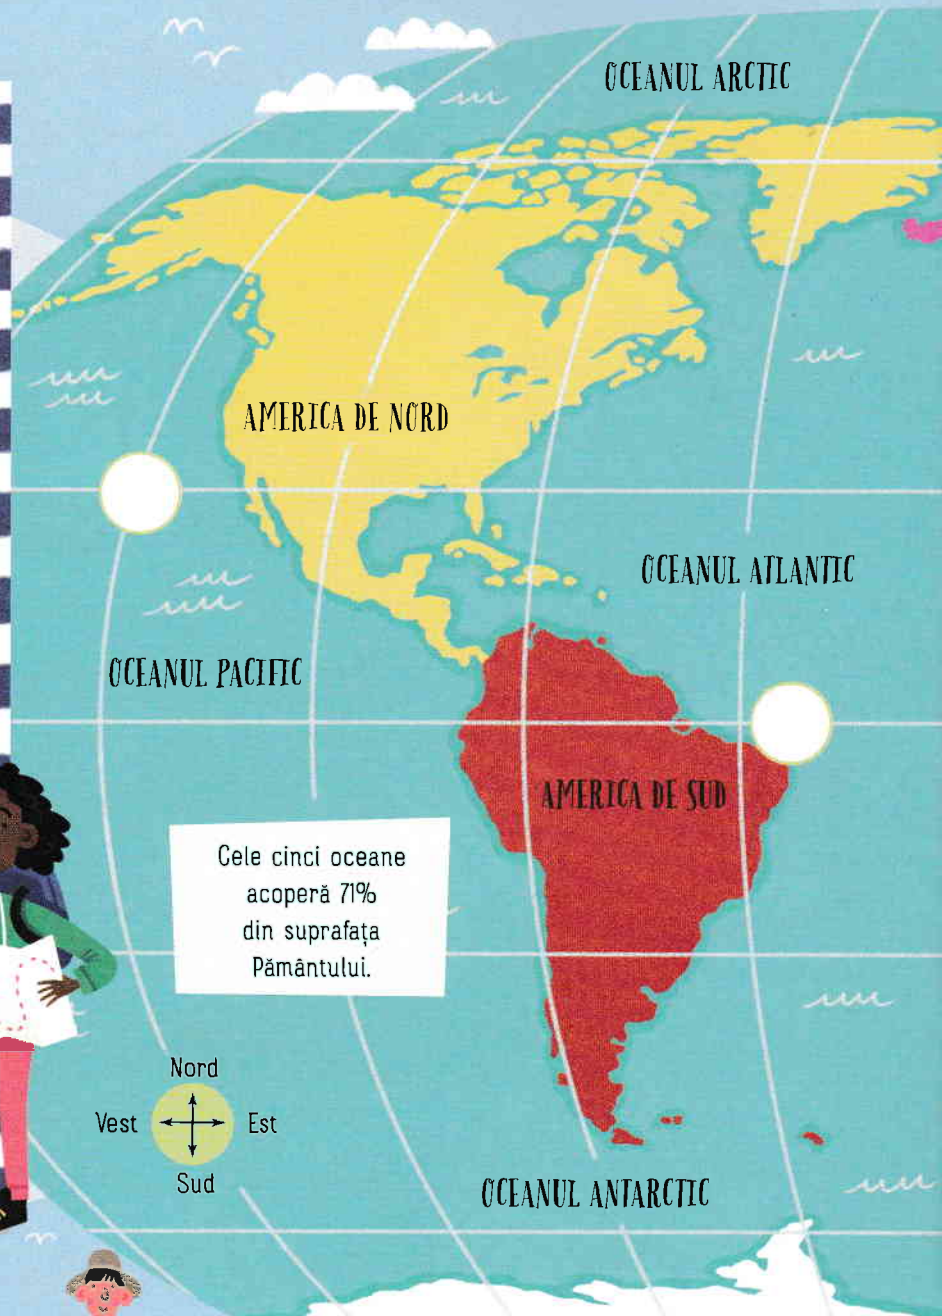 OCEANUL ARCTIC
AMERICA DE NORD
OCEANUL ATLANTIC
OCEANUL PACIFIC
AMERICA DE SUD
Cele cinci oceane
acoperă 71%
din suprafața
Pământului.
Nord
Vest
Est
Sud
OCEANUL ANTARCTIC